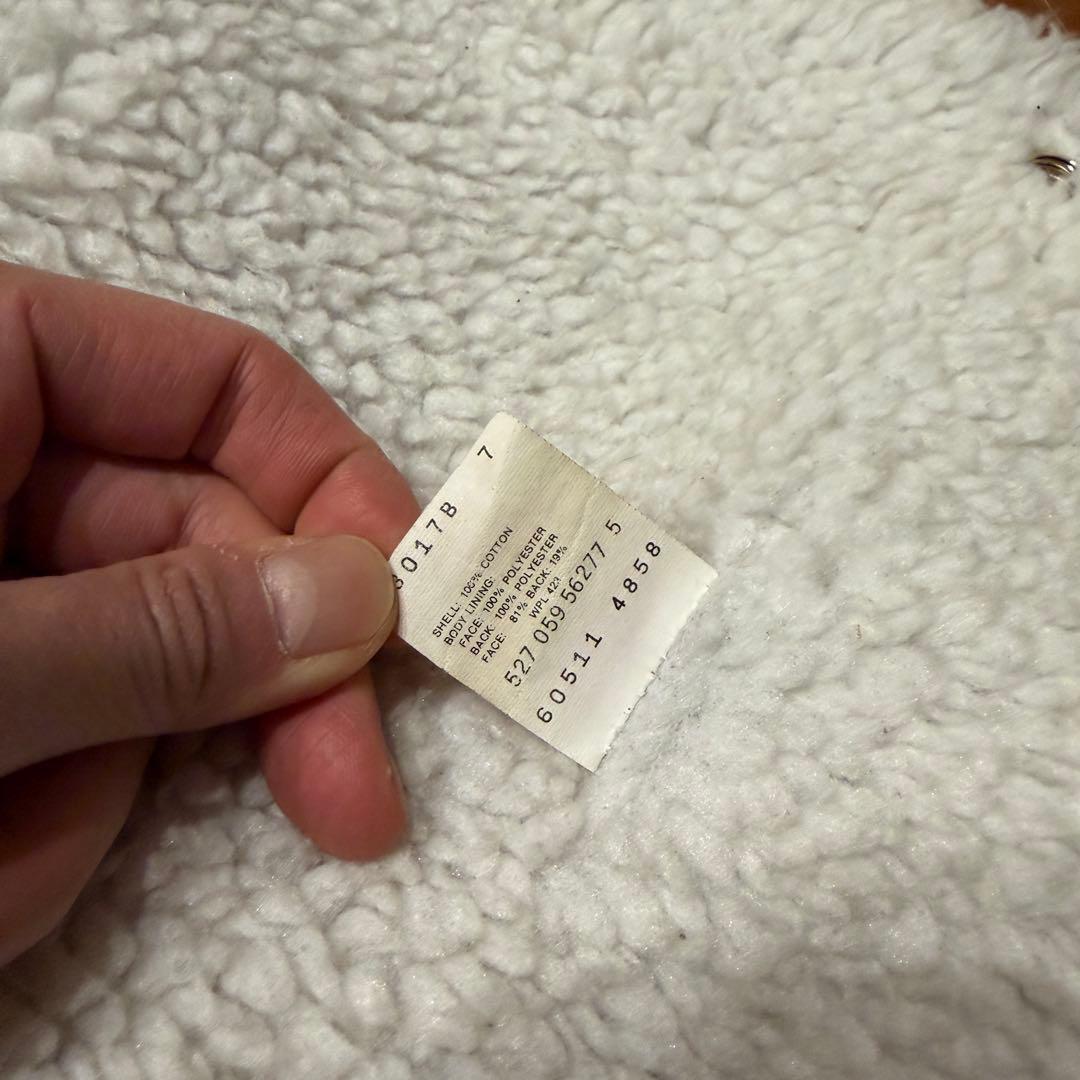 3017B 7
SHELL: 100% COTTON
BODY LINING:
FACE: 100% POLYESTER
BACK: 100% POLYESTER
FACE: 81% BACK: 19%
WPL 423
527 059 56277 5
60511 4858